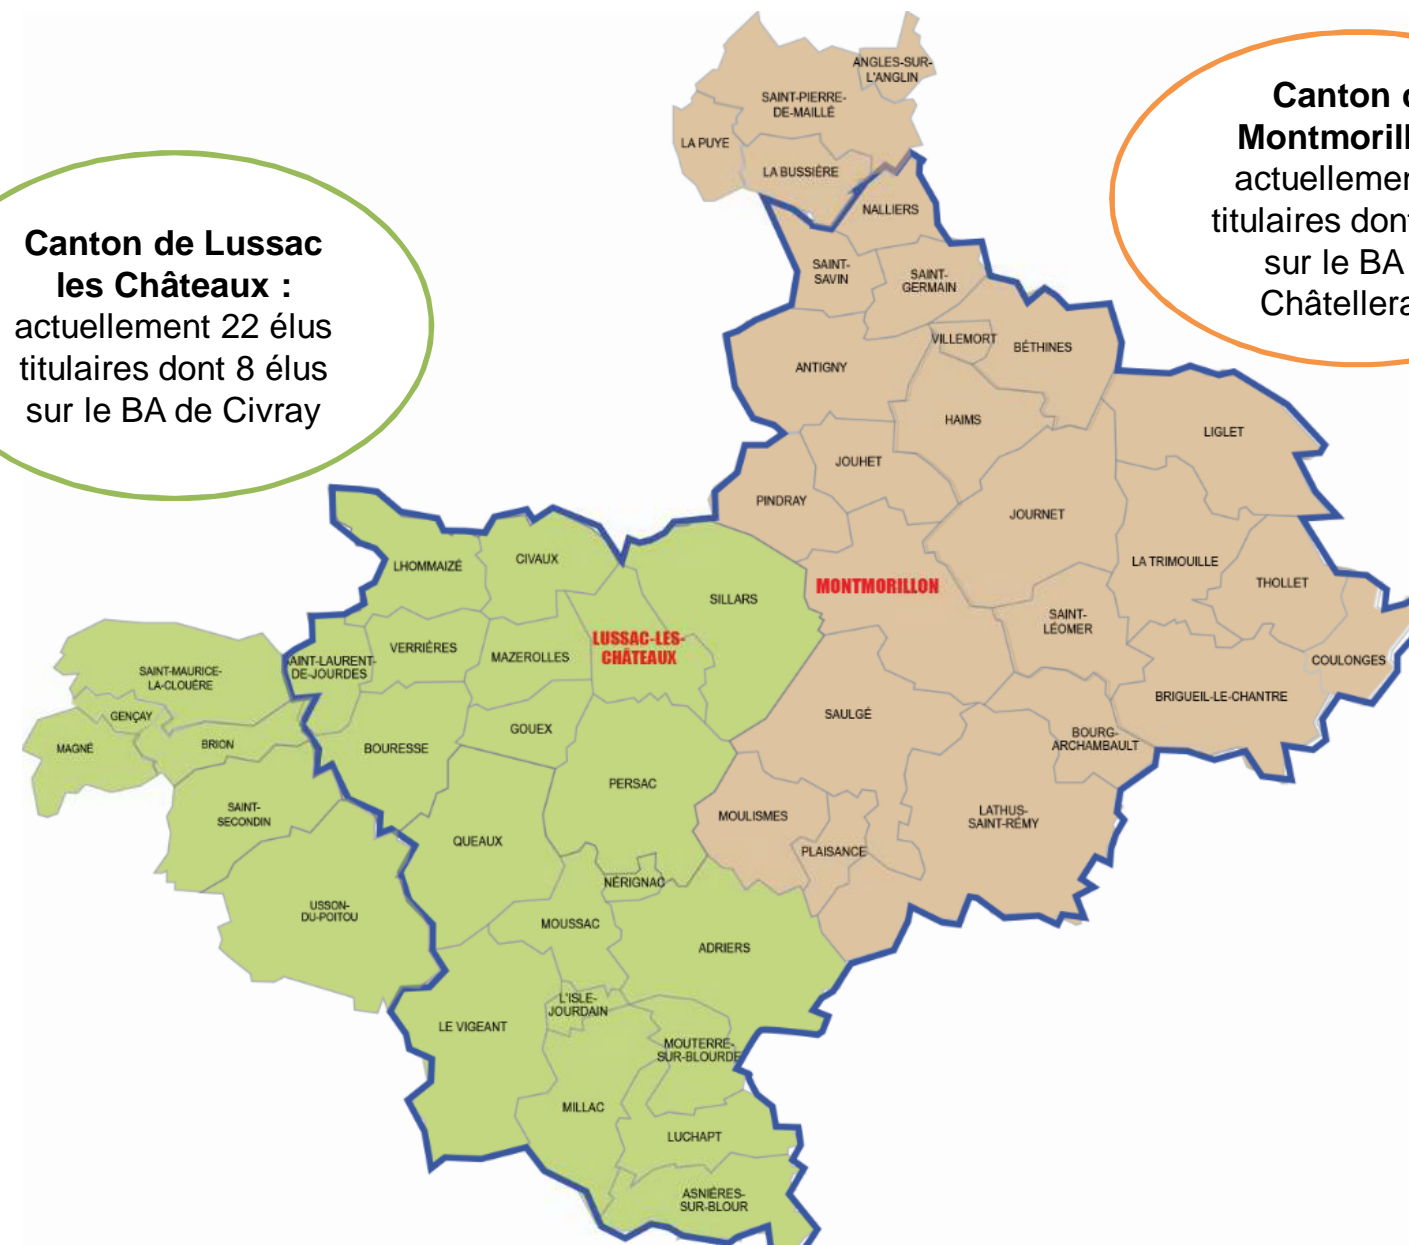 Canton de Lussac
les Châteaux :
actuellement 22 élus
titulaires dont 8 élus
sur le BA de Civray
Canton
Montmorill
actuellemen
titulaires dont
sur le BA
Châtellera
ANGLES-SUR-
L'ANGLIN
SAINT-PIERRE-
DE-MAILLÉ
LA PUYE
LA BUSSIÈRE
NALLIERS
SAINT-
SAVIN
SAINT-
GERMAIN
VILLEMORT
BÉTHINES
ANTIGNY
HAIMS
LIGLET
JOUHET
PINDRAY
JOURNET
LA TRIMOUILLE
THOLLET
MONTMORILLON
SAINT-
LÉOMER
COULONGES
BRIGUEIL-LE-CHANTRE
SAULGÉ
BOURG-
ARCHAMBAULT
MOULISMES
LATHUS-
SAINT-RÉMY
PLAISANCE
LHOMMAIZÉ
CIVAUX
SILLARS
LUSSAC-LES-
CHÂTEAUX
VERRIÈRES
MAZEROLLES
SAINT-LAURENT-
DE-JOURDES
SAINT-MAURICE-
LA-CLOUÈRE
GENÇAY
MAGNÉ
BRION
BOURESSE
GOUEX
PERSAC
SAINT-
SECONDIN
QUEAUX
NÉRIGNAC
USSON-
DU-POITOU
MOUSSAC
ADRIERS
L'ISLE-
JOURDAIN
LE VIGEANT
MOUTERRE-
SUR-BLOURDE
MILLAC
LUCHAPT
ASNIÈRES-
SUR-BLOUR